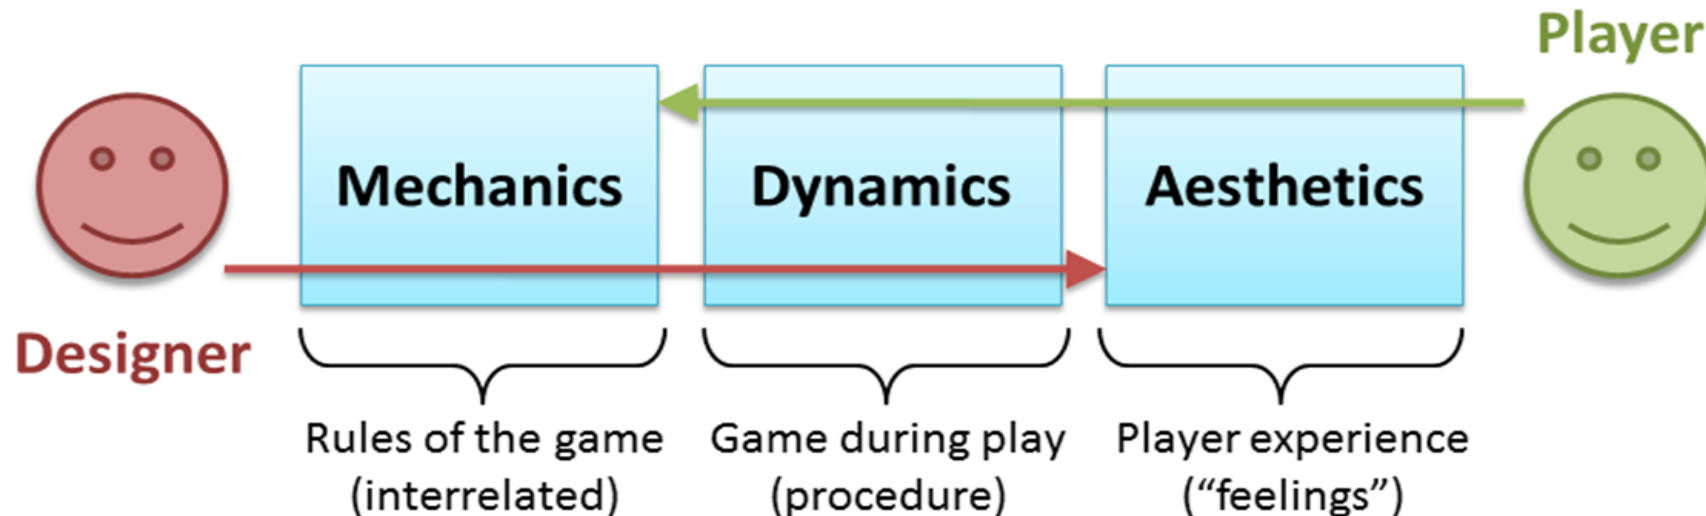 Player
Mechanics
Dynamics
Aesthetics
Designer
Rules of the game
(interrelated)
Game during play
(procedure)
Player experience
(“feelings”)